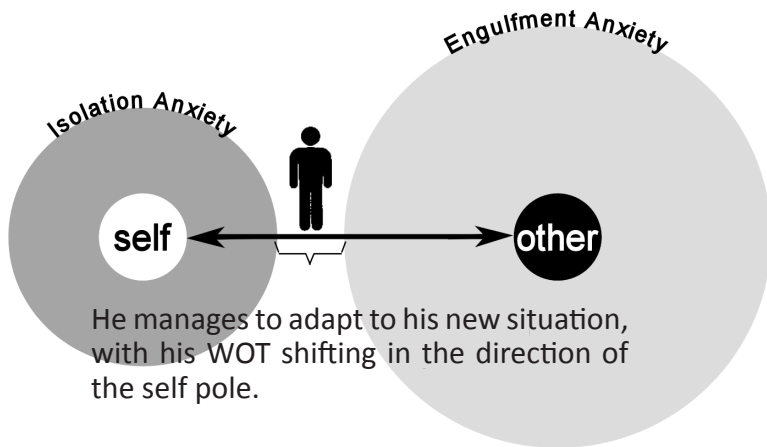 Engulfment Anxiety
Isolation Anxiety
self
other
He manages to adapt to his new situation,
with his WOT shifting in the direction of
the self pole.